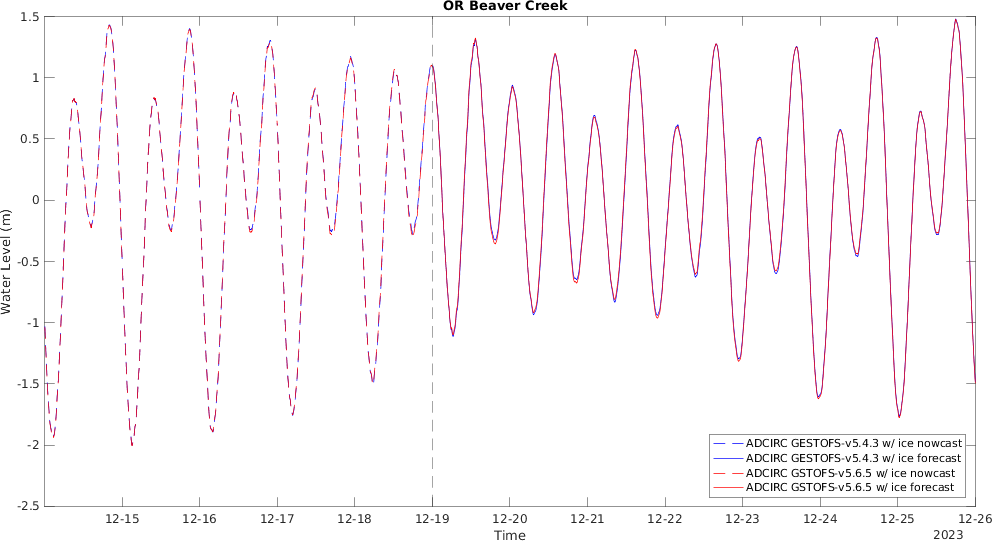 OR Beaver Creek
1.5
1
0.5
0
-0.5
-1
-1.5
-2
-2.5
Water Level (m)
ADCIRC GESTOFS-v5.4.3 w/ ice nowcast
ADCIRC GESTOFS-v5.4.3 w/ ice forecast
ADCIRC GSTOFS-v5.6.5 w/ ice nowcast
ADCIRC GSTOFS-v5.6.5 w/ ice forecast
12-15 12-16 12-17 12-18 12-19 12-20 12-21 12-22 12-23 12-24 12-25 12-26
Time
2023